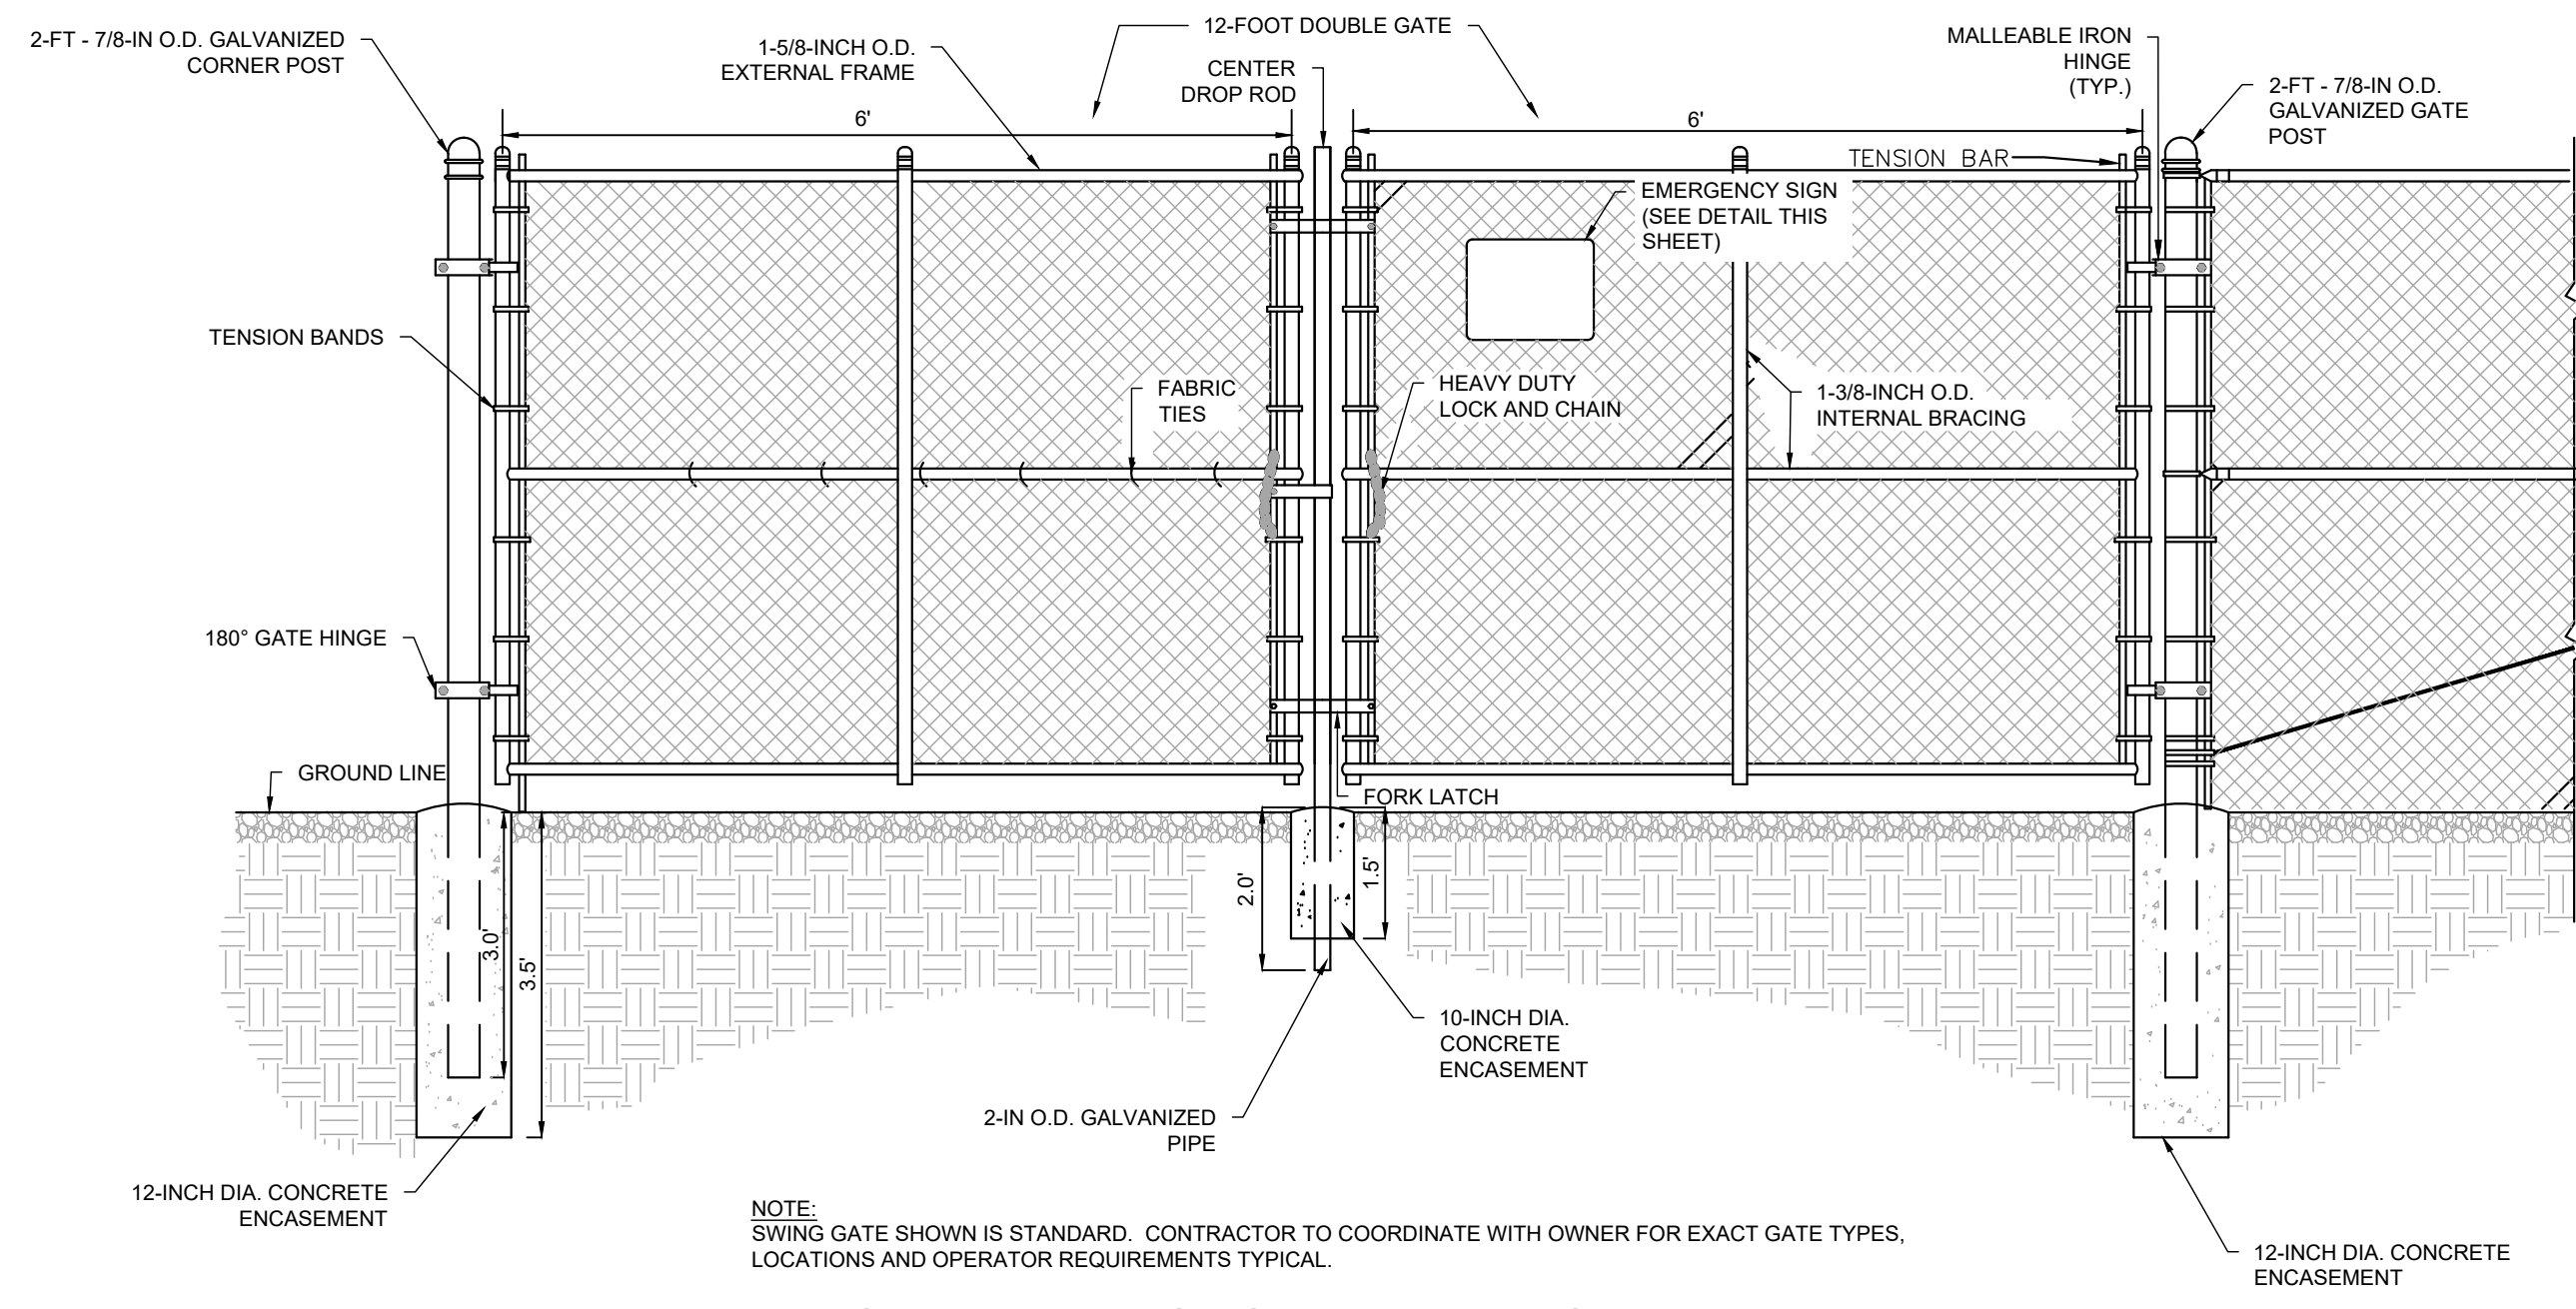 2-FT - 7/8-IN O.D. GALVANIZED
CORNER POST
1-5/8-INCH O.D.
EXTERNAL FRAME
12-FOOT DOUBLE GATE
CENTER
DROP ROD
MALLEABLE IRON
HINGE
(TYP.)
2-FT - 7/8-IN O.D.
GALVANIZED GATE
POST
6'
6'
TENSION BAR
EMERGENCY SIGN
(SEE DETAIL THIS
SHEET)
TENSION BANDS
FABRIC
TIES
HEAVY DUTY
LOCK AND CHAIN
1-3/8-INCH O.D.
INTERNAL BRACING
180° GATE HINGE
GROUND LINE
FORK LATCH
3.0'
3.5'
2.0'
1.5'
10-INCH DIA.
CONCRETE
ENCASEMENT
2-IN O.D. GALVANIZED
PIPE
12-INCH DIA. CONCRETE
ENCASEMENT
NOTE:
SWING GATE SHOWN IS STANDARD. CONTRACTOR TO COORDINATE WITH OWNER FOR EXACT GATE TYPES,
LOCATIONS AND OPERATOR REQUIREMENTS TYPICAL.
12-INCH DIA. CONCRETE
ENCASEMENT